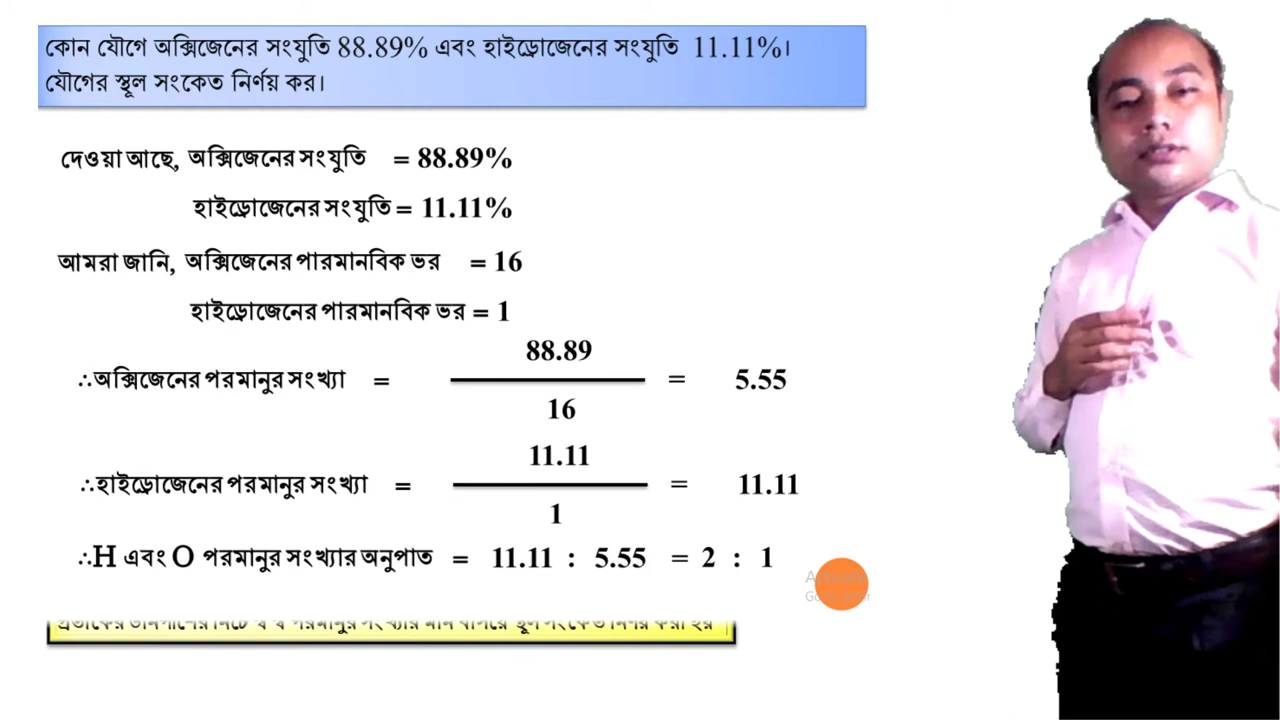 কোন যৌগে অক্সিজেনের সংযুতি 88.89% এবং হাইড্রোজেনের সংযুতি 11.11%।
যৌগের স্থূল সংকেত নির্ণয় কর।
দেওয়া আছে, অক্সিজেনের সংযুতি = 88.89%
হাইড্রোজেনের সংযুতি = 11.11%
আমরা জানি, অক্সিজেনের পারমানবিক ভর = 16
হাইড্রোজেনের পারমানবিক ভর = 1
88.89
∴অক্সিজেনের পরমানুর সংখ্যা = = 5.55
16
11.11
∴হাইড্রোজেনের পরমানুর সংখ্যা = = 11.11
1
∴H এবং O পরমানুর সংখ্যার অনুপাত = 11.11 : 5.55 = 2 : 1